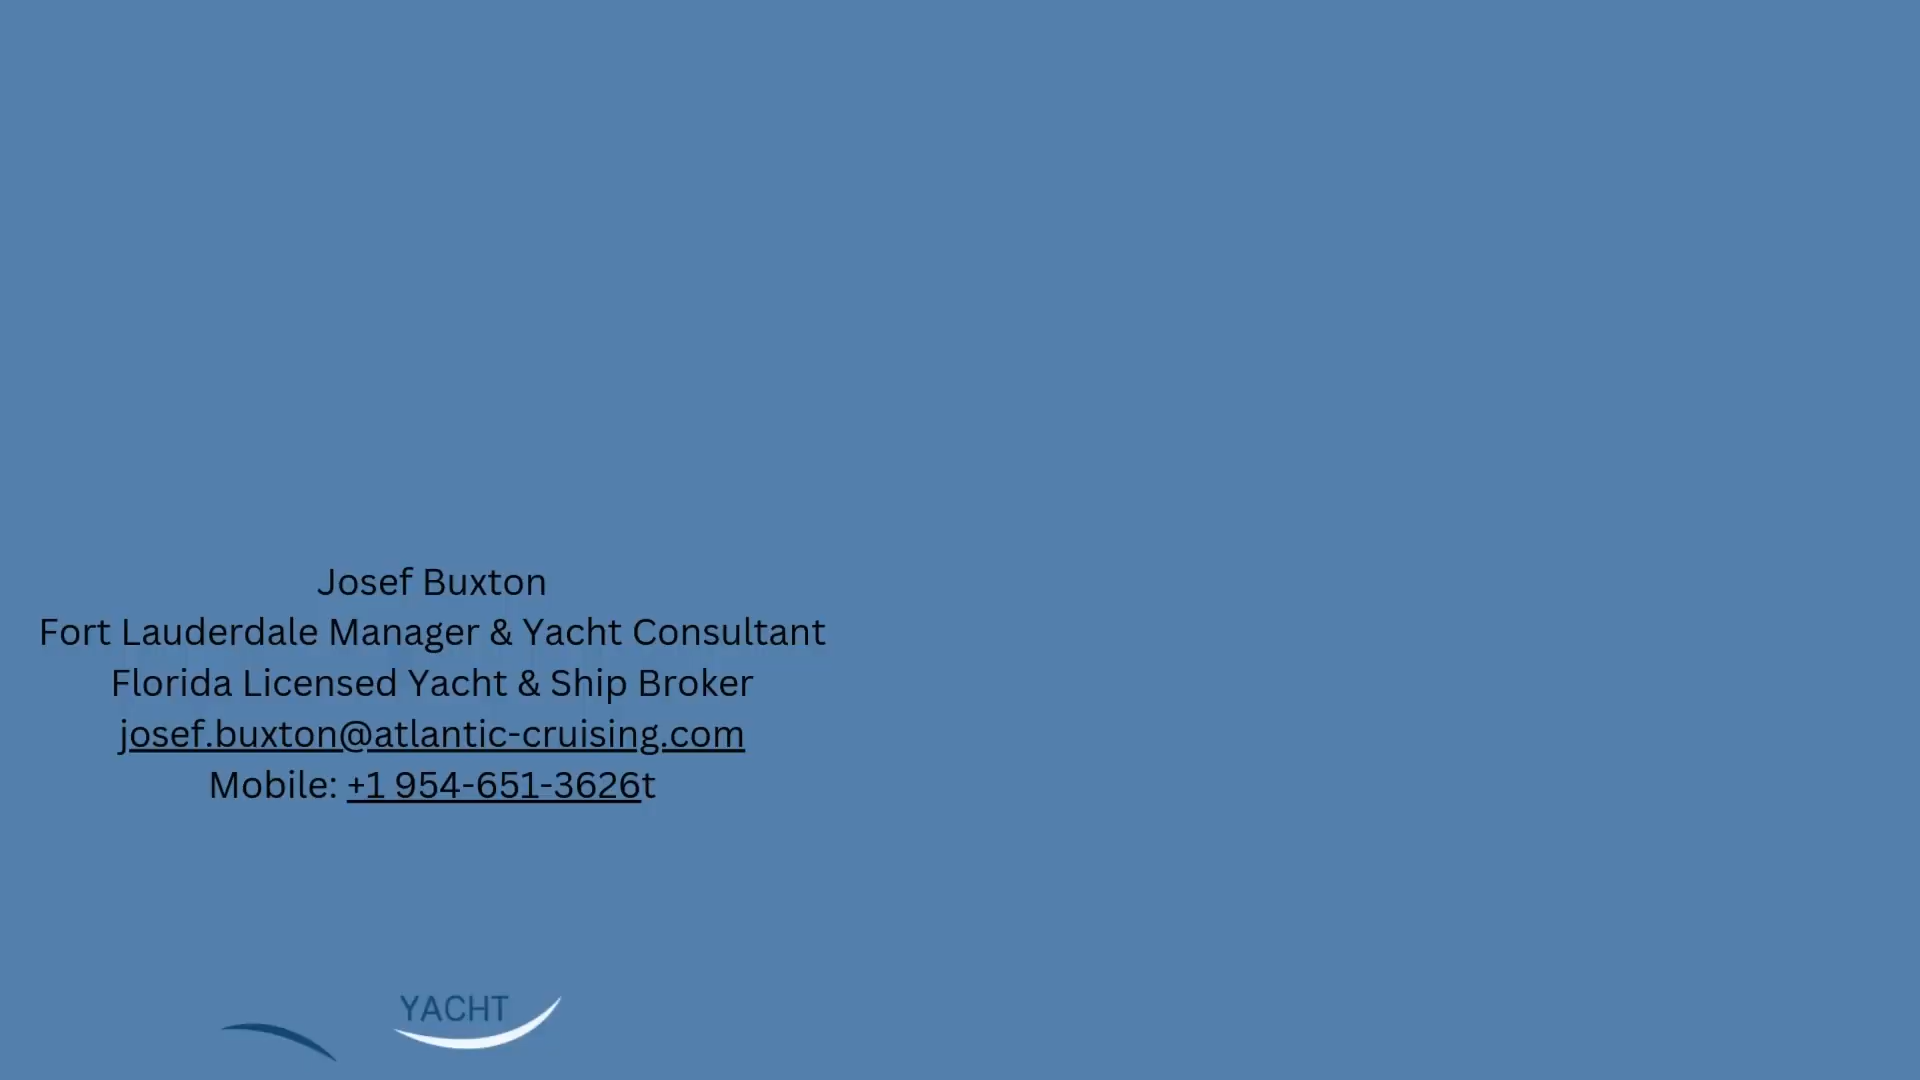 Josef Buxton
Fort Lauderdale Manager & Yacht Consultant
Florida Licensed Yacht & Ship Broker
josef.buxton@atlantic-cruising.com
Mobile: +1 954-651-3626t
YACHT